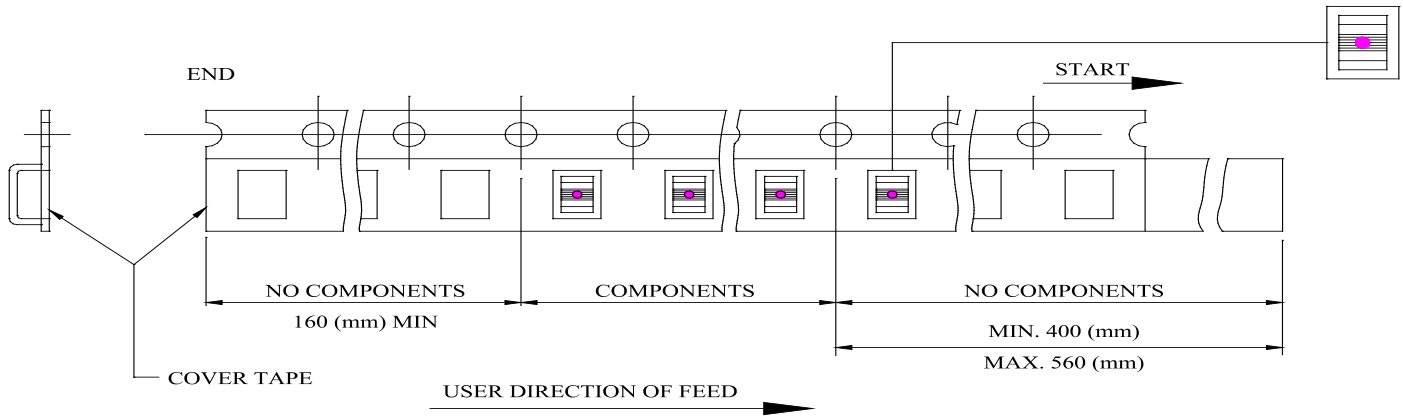 END
START
NO COMPONENTS
COMPONENTS
NO COMPONENTS
160 (mm) MIN
MIN. 400 (mm)
MAX. 560 (mm)
COVER TAPE
USER DIRECTION OF FEED